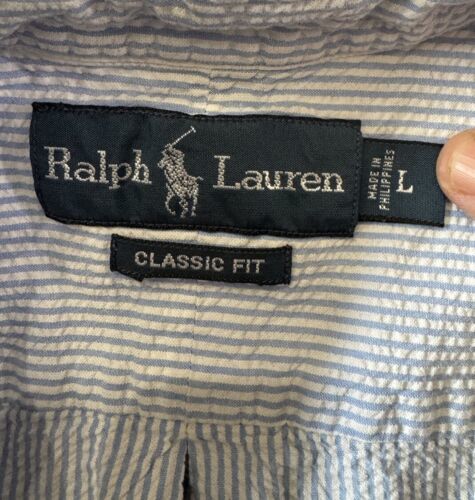 Ralph Lauren
MADE IN
PHILIPPINES
L
CLASSIC FIT